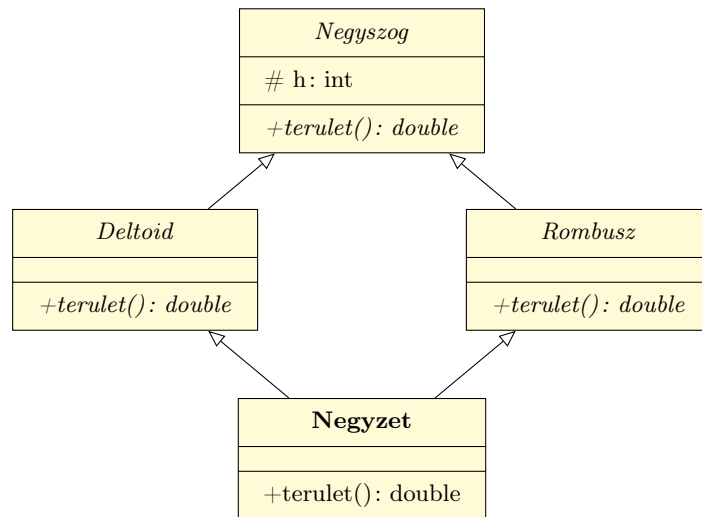 Negyszog
# h: int
+terulet(): double
Deltoid
+terulet(): double
Rombusz
+terulet(): double
Negyzet
+terulet(): double